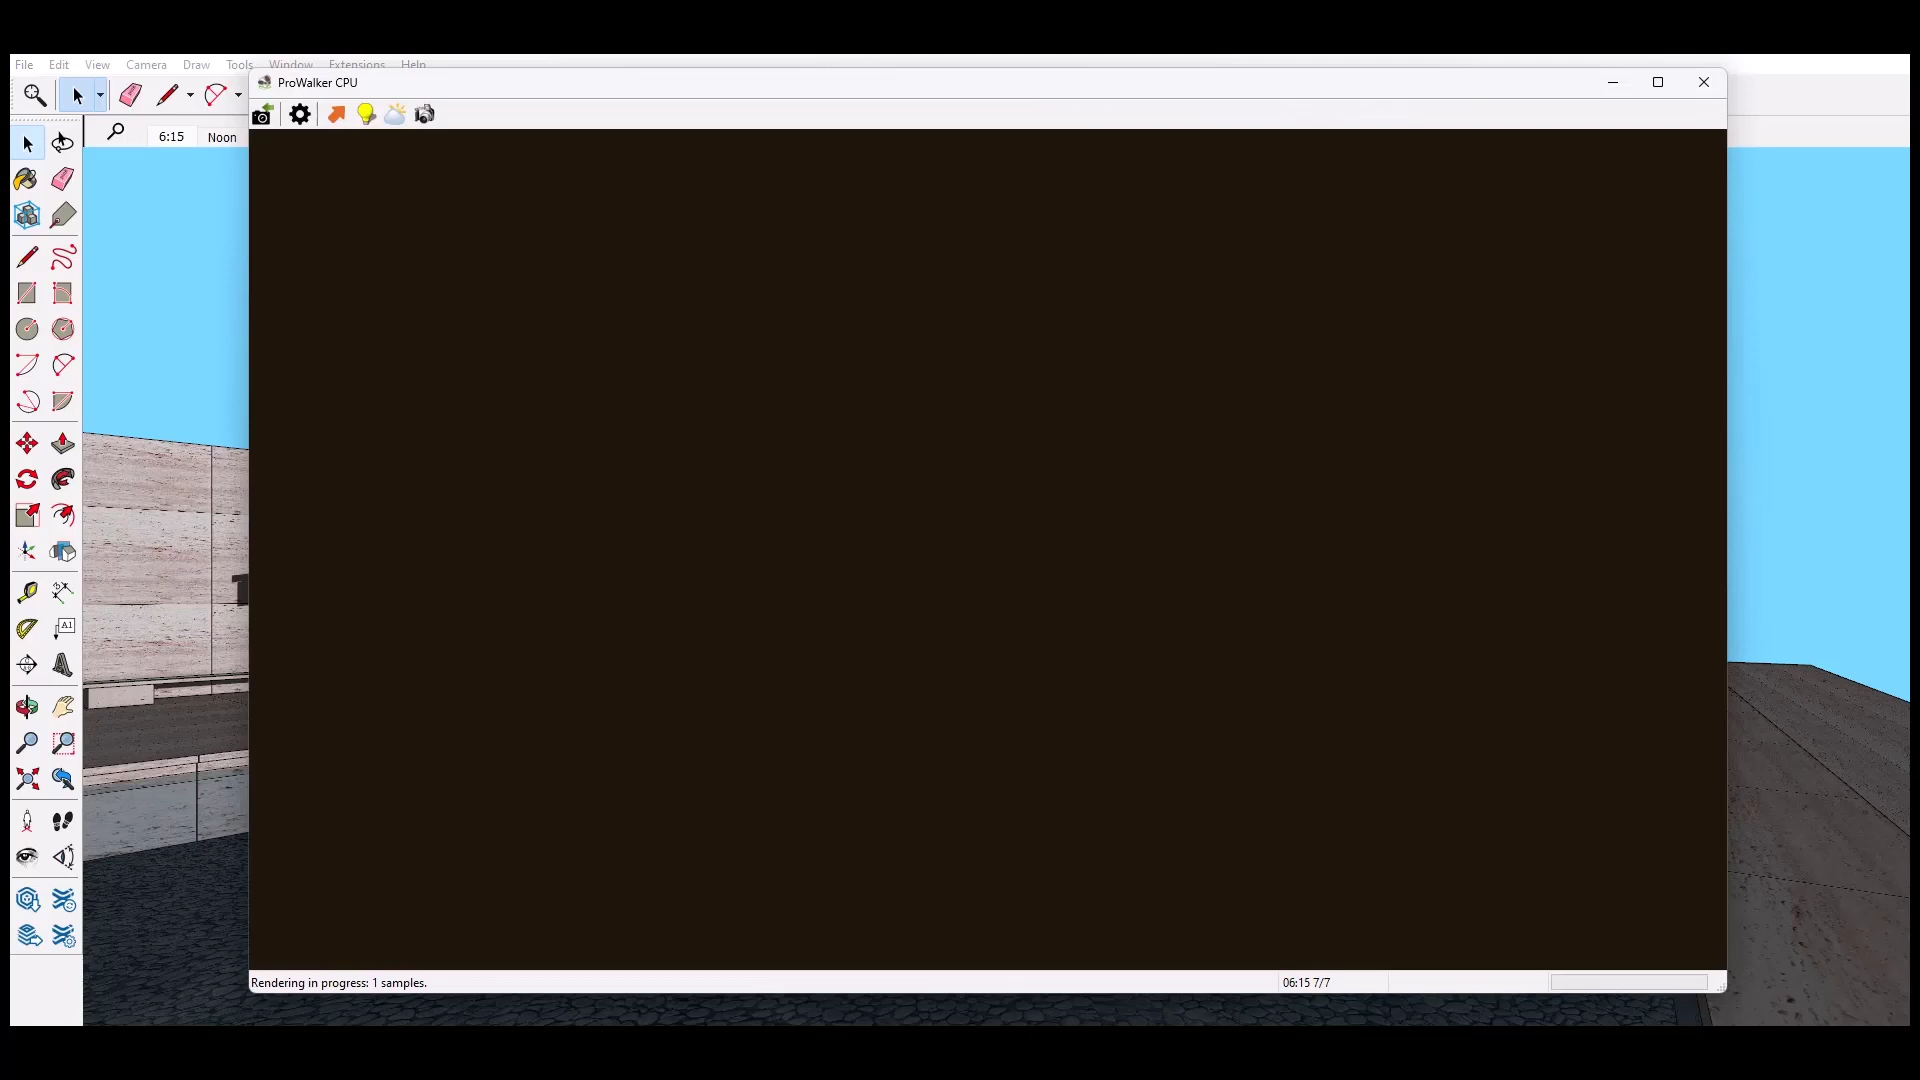 File Edit View Camera Draw Tools Window Extensions Help
ProWalker CPU
6:15 Noon
A1
Rendering in progress: 1 samples.
06:15 7/7